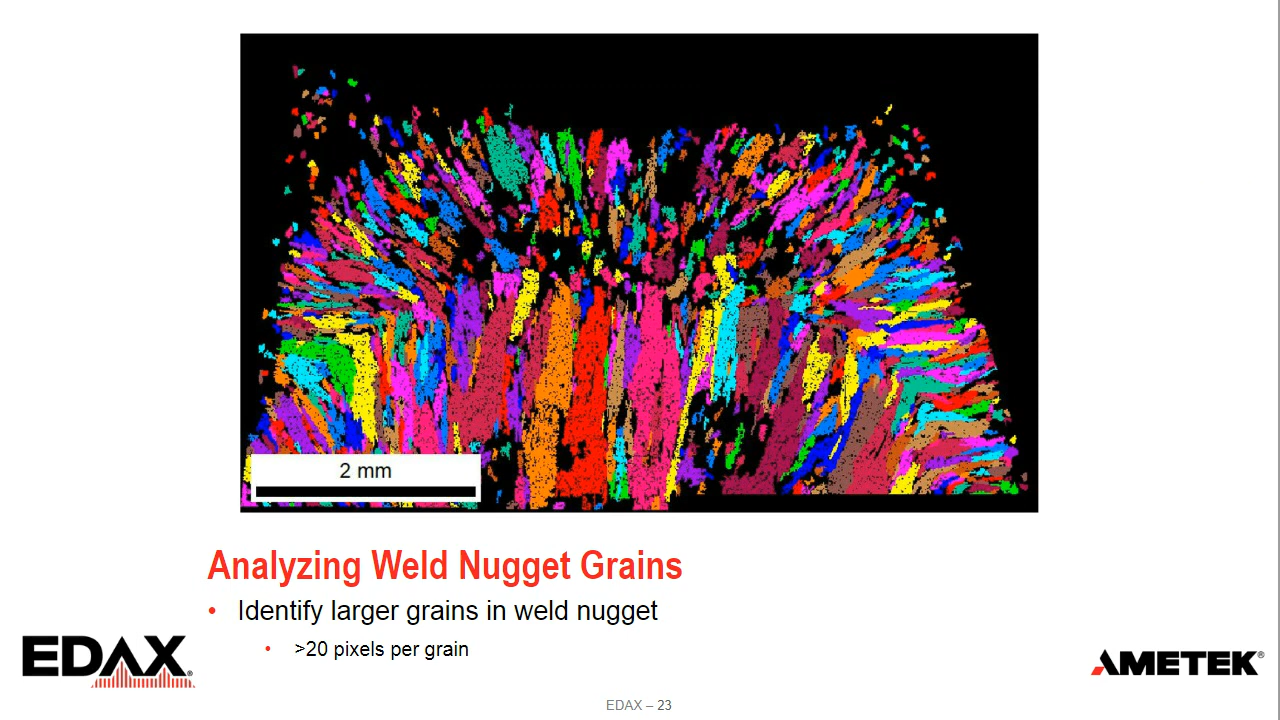 2 mm
Analyzing Weld Nugget Grains
• Identify larger grains in weld nugget
• >20 pixels per grain
EDAX®
AMETEK®
EDAX – 23